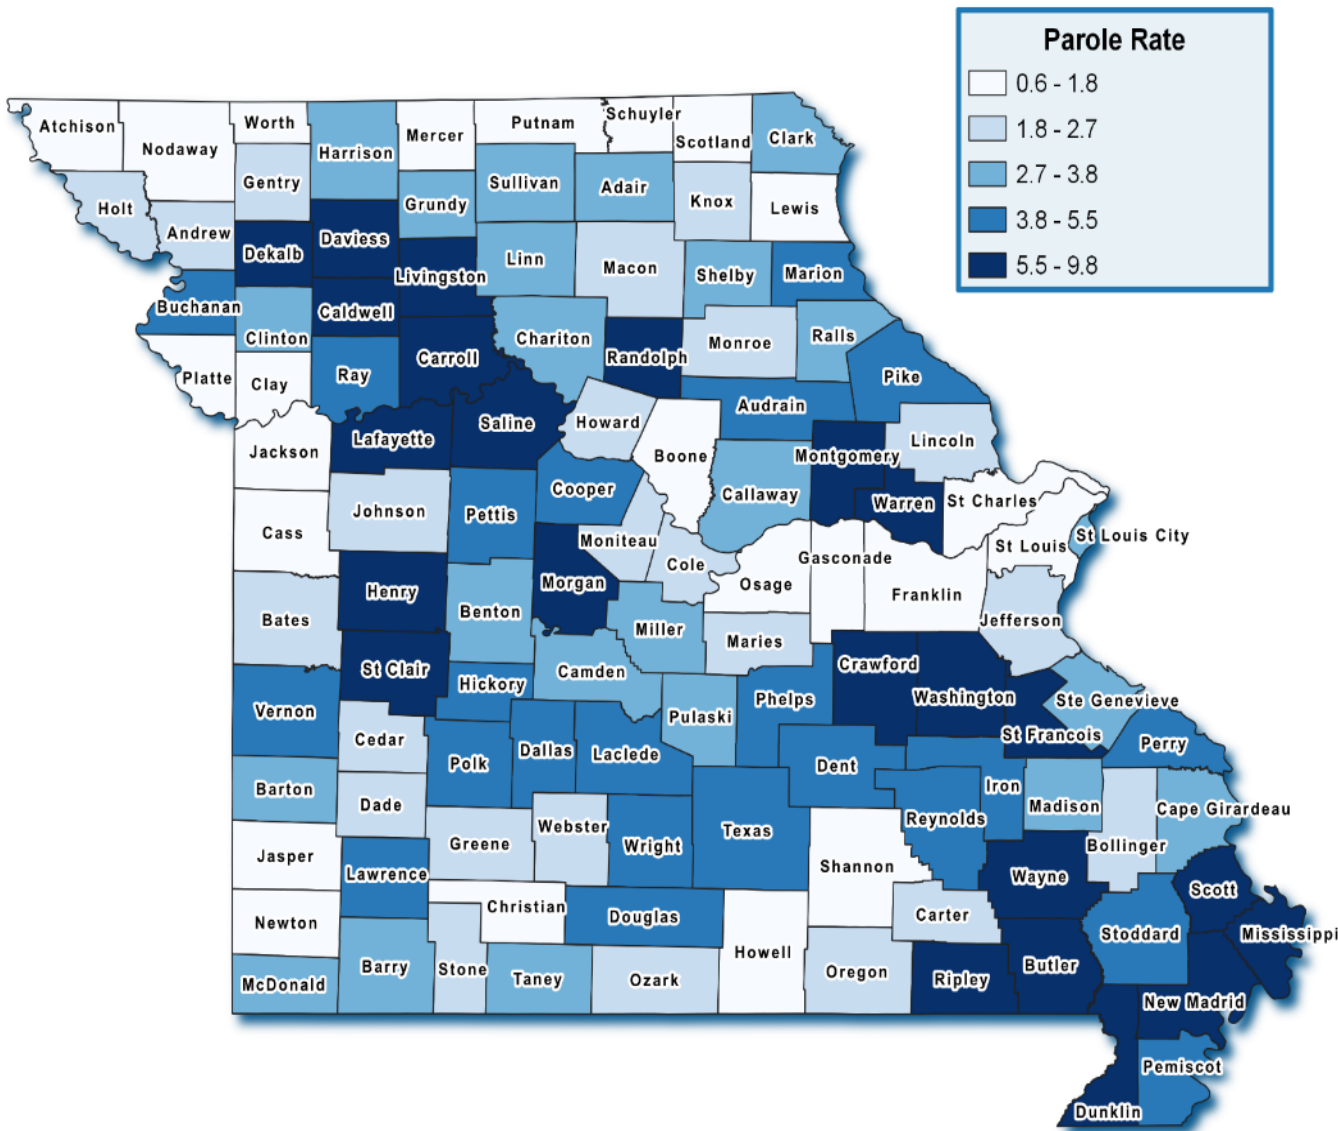 Parole Rate
0.6 - 1.8
1.8 - 2.7
2.7 - 3.8
3.8 - 5.5
5.5 - 9.8
Atchison
Nodaway
Worth
Harrison
Mercer
Putnam
Schuyler
Scotland
Clark
Holt
Andrew
Gentry
Grundy
Sullivan
Adair
Knox
Lewis
Dekalb
Daviess
Livingston
Linn
Macon
Shelby
Marion
Buchanan
Clinton
Caldwell
Carroll
Chariton
Randolph
Monroe
Ralls
Pike
Platte
Clay
Ray
Audrain
Jackson
Lafayette
Saline
Howard
Boone
Montgomery
Lincoln
Cass
Johnson
Pettis
Cooper
Callaway
Warren
St Charles
Moniteau
Cole
Osage
Gasconade
Franklin
St Louis
St Louis City
Bates
Henry
Benton
Morgan
Miller
Maries
Jefferson
St Clair
Hickory
Camden
Pulaski
Phelps
Crawford
Washington
St Francois
Ste Genevieve
Vernon
Cedar
Polk
Dallas
Laclede
Dent
Iron
Perry
Barton
Dade
Greene
Webster
Wright
Texas
Reynolds
Madison
Bollinger
Cape Girardeau
Jasper
Lawrence
Shannon
Wayne
Scott
Newton
Christian
Douglas
Howell
Carter
Stoddard
Mississippi
McDonald
Barry
Stone
Taney
Ozark
Oregon
Ripley
Butler
New Madrid
Pemiscot
Dunklin